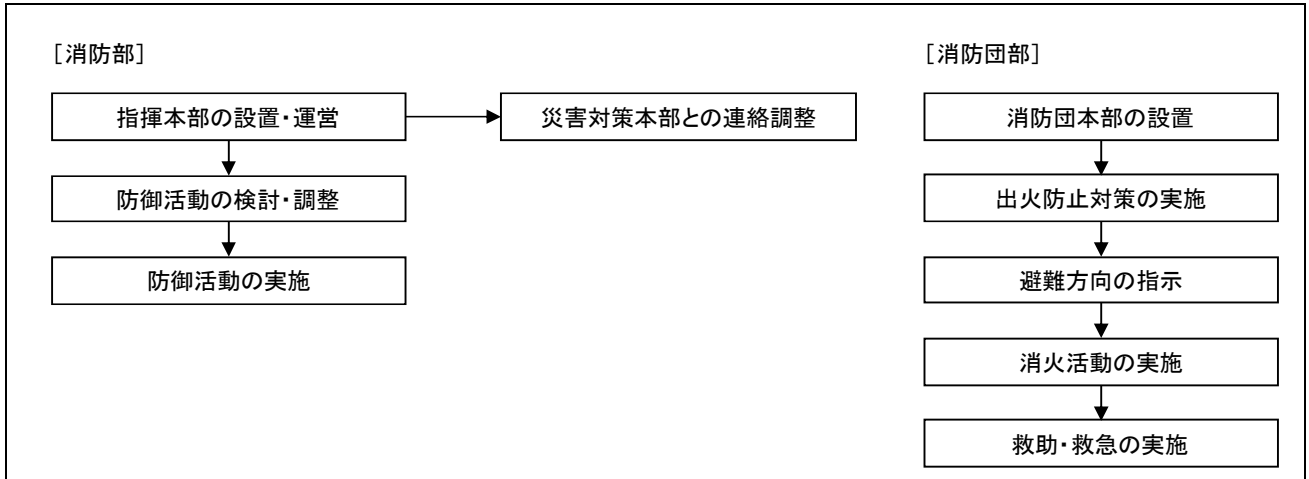 ［消防部］
指揮本部の設置・運営
災害対策本部との連絡調整
防御活動の検討・調整
防御活動の実施
［消防団部］
消防団本部の設置
出火防止対策の実施
避難方向の指示
消火活動の実施
救助・救急の実施